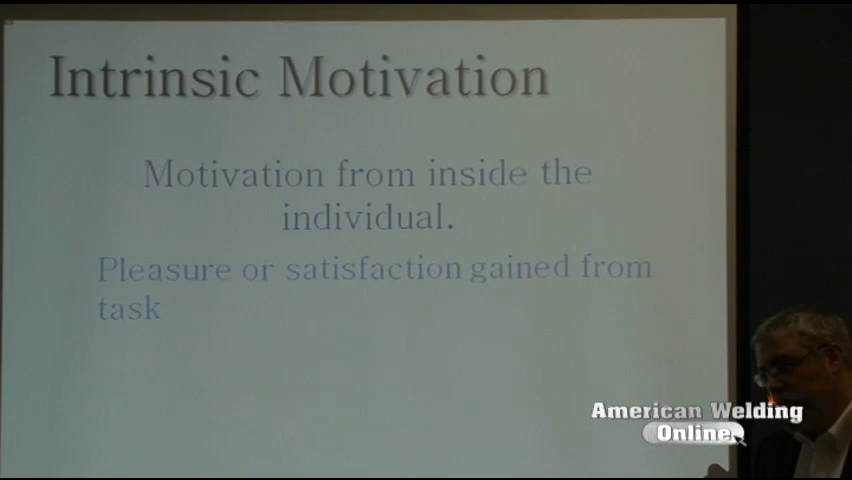 Intrinsic Motivation
Motivation from inside the
individual.
Pleasure or satisfaction gained from
task
American Welding
Online